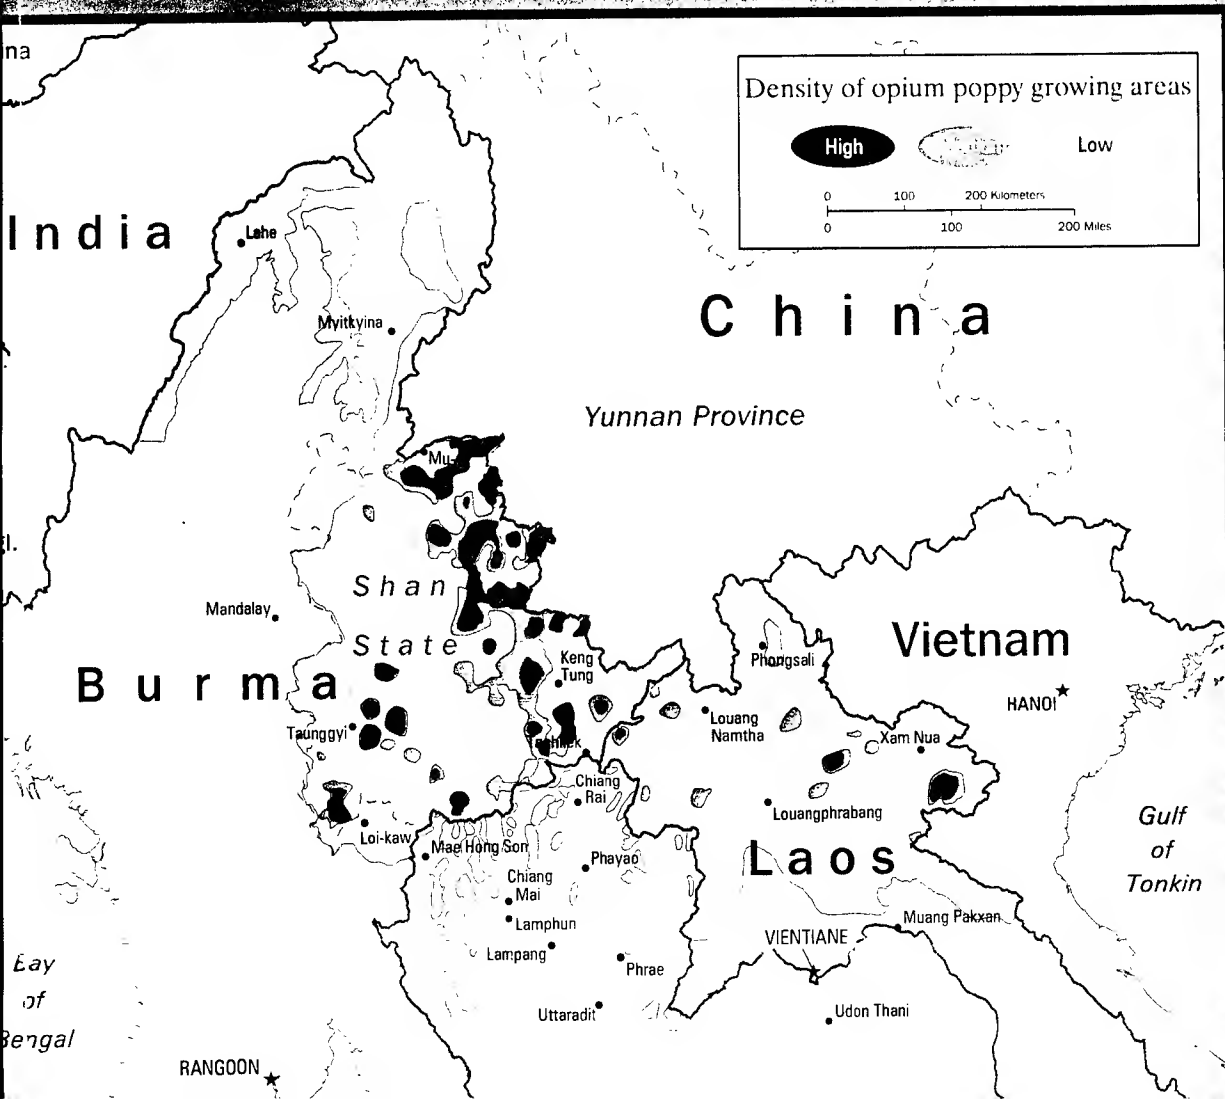 ina
Density of opium poppy growing areas
High
Low
0 100 200 Kilometers
0 100 200 Miles
India
Lahe
China
Myitkyina
Yunnan Province
Mu-
gl.
Shan
State
Mandalay
Burma
Vietnam
HANOI
Phongsali
Keng
Tung
Taunggyi
Louang
Namtha
Xam Nua
Chiang
Rai
Louangphrabang
Loi-kaw
Mae Hong Son
Phayao
Laos
Gulf
of
Tonkin
Chiang
Mai
Lamphun
Muang Pakxan
VIENTIANE
Lampang
Phrae
Bay
of
Bengal
Uttaradit
Udon Thani
RANGOON